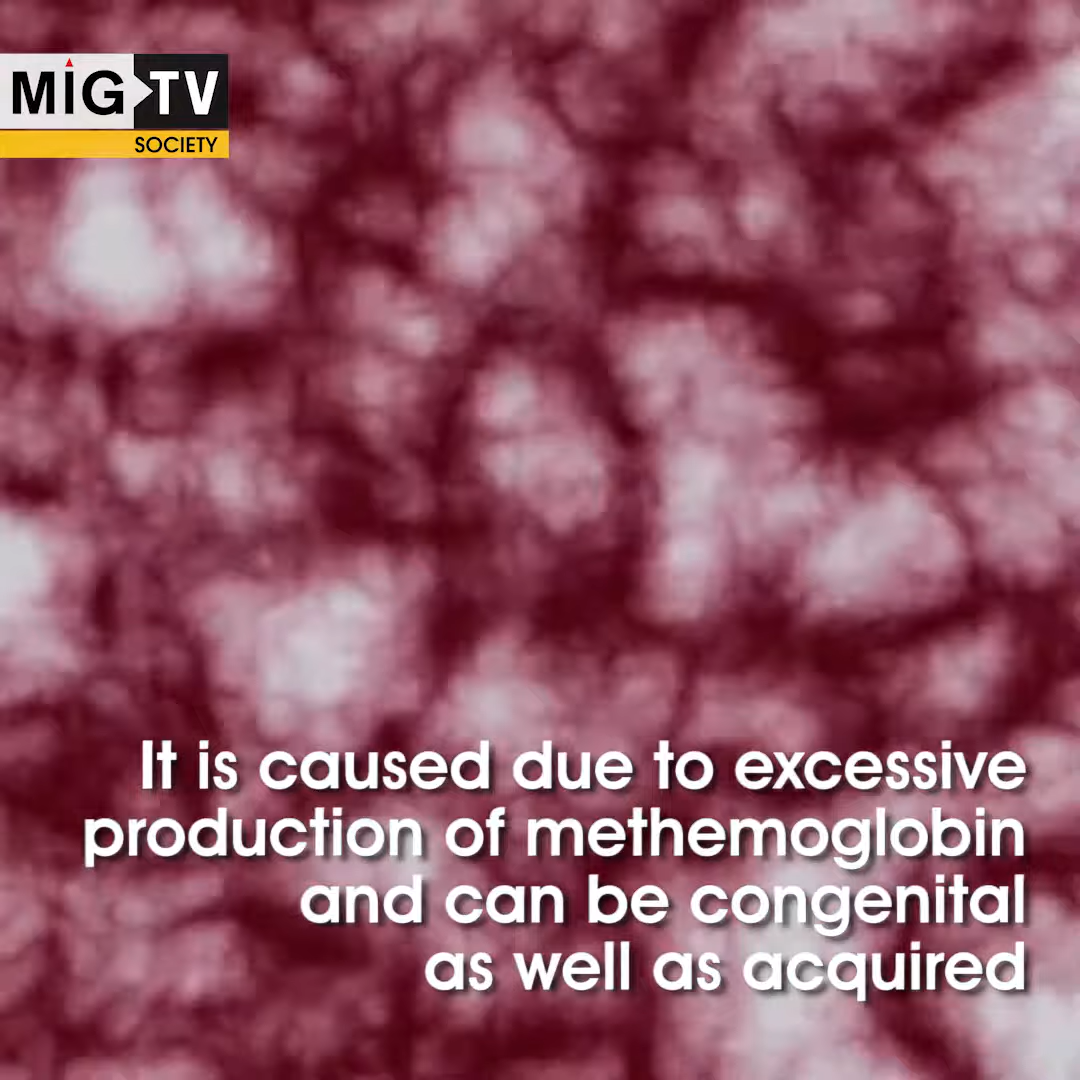 MiG TV
SOCIETY
It is caused due to excessive
production of methemoglobin
and can be congenital
as well as acquired